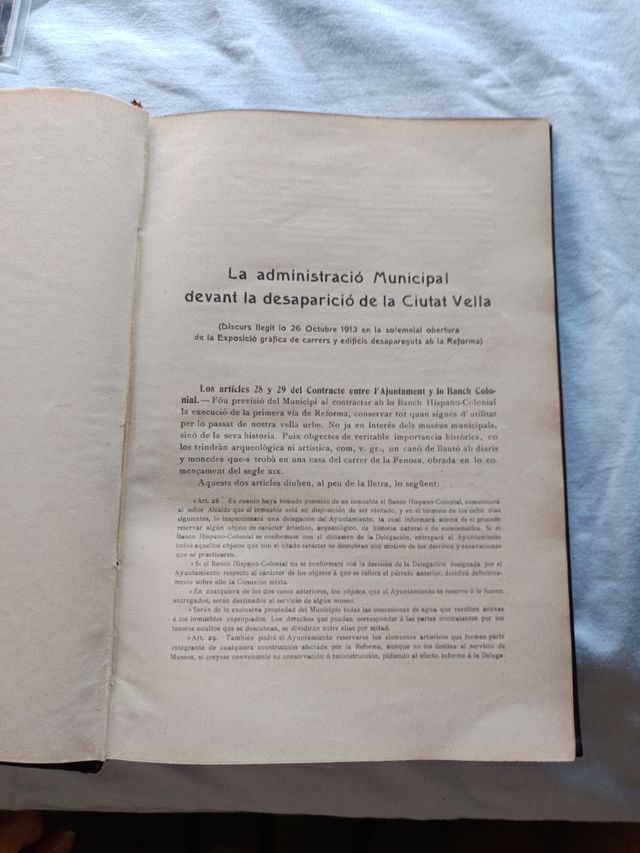 La administració Municipal
devant la desaparició de la Ciutat Vella
(Discurs llegit lo 26 Octubre 1913 en la solemnial obertura
de la Exposició gráfica de carrers y edificis desapareguts ab la Reforma)
Los articles 28 y 29 del Contracte entre l'Ajuntament y lo Banch Colo-
nial. — Fóu previsió del Municipi al contractar ab lo Banch Hispano-Colonial
la execució de la primera vía de Reforma, conservar tot quan sigués d'utilitat
per lo passat de nostra vella urbe. No ja en interés dels muséus municipals,
sinó de la seva historia. Puix obgectes de veritable importancia histórica, no
los tindrán arqueológica ni artística, com, v. gr., un canó de llautó ab diaris
y monedes que-s trobà en una casa del carrer de la Fenosa, obrada en lo co-
mençament del segle XIX.
Aquests dos articles diuhen, al peu de la lletra, lo següent:
»Art. 28 En cuanto haya tomado posesión de un inmueble el Banco Hispano-Colonial, comunicará
al señor Alcalde que el inmueble está en disposición de ser visitado, y en el término de los ocho días
siguientes, lo inspeccionará una delegación del Ayuntamiento, la cual informará acerca de si procede
reservar algún objeto de carácter artístico, arqueológico, de historia natural ó de numismática. Si el
Banco Hispano-Colonial se conformase con el dictamen de la Delegación, entregará al Ayuntamiento
todos aquellos objetos que con el citado carácter se descubran con motivo de los derribos y excavaciones
que se practicaren.
»Si el Banco Hispano-Colonial no se conformara con la decisión de la Delegación designada por el
Ayuntamiento respecto al carácter de los objetos á que se refiere el párrafo anterior, decidirá definitiva-
mente sobre ello la Comisión mixta.
»En cualquiera de los dos casos anteriores, los objetos que el Ayuntamiento se reserve ó le fueren
entregados, serán destinados al servicio de algún museo.
»Serán de la exclusiva propiedad del Municipio todas las concesiones de agua que resulten anexas
á los inmuebles expropiados. Los derechos que puedan corresponder á las partes contratantes por los
tesoros ocultos que se descubran, se dividirán entre ellas por mitad.
»Art. 29. También podrá el Ayuntamiento reservarse los elementos artísticos que formen parte
integrante de cualquiera construcción afectada por la Reforma, aunque no los destine al servicio de
Museos, si creyese conveniente su conservación ó reconstrucción, pidiendo al efecto informe á la Delega-